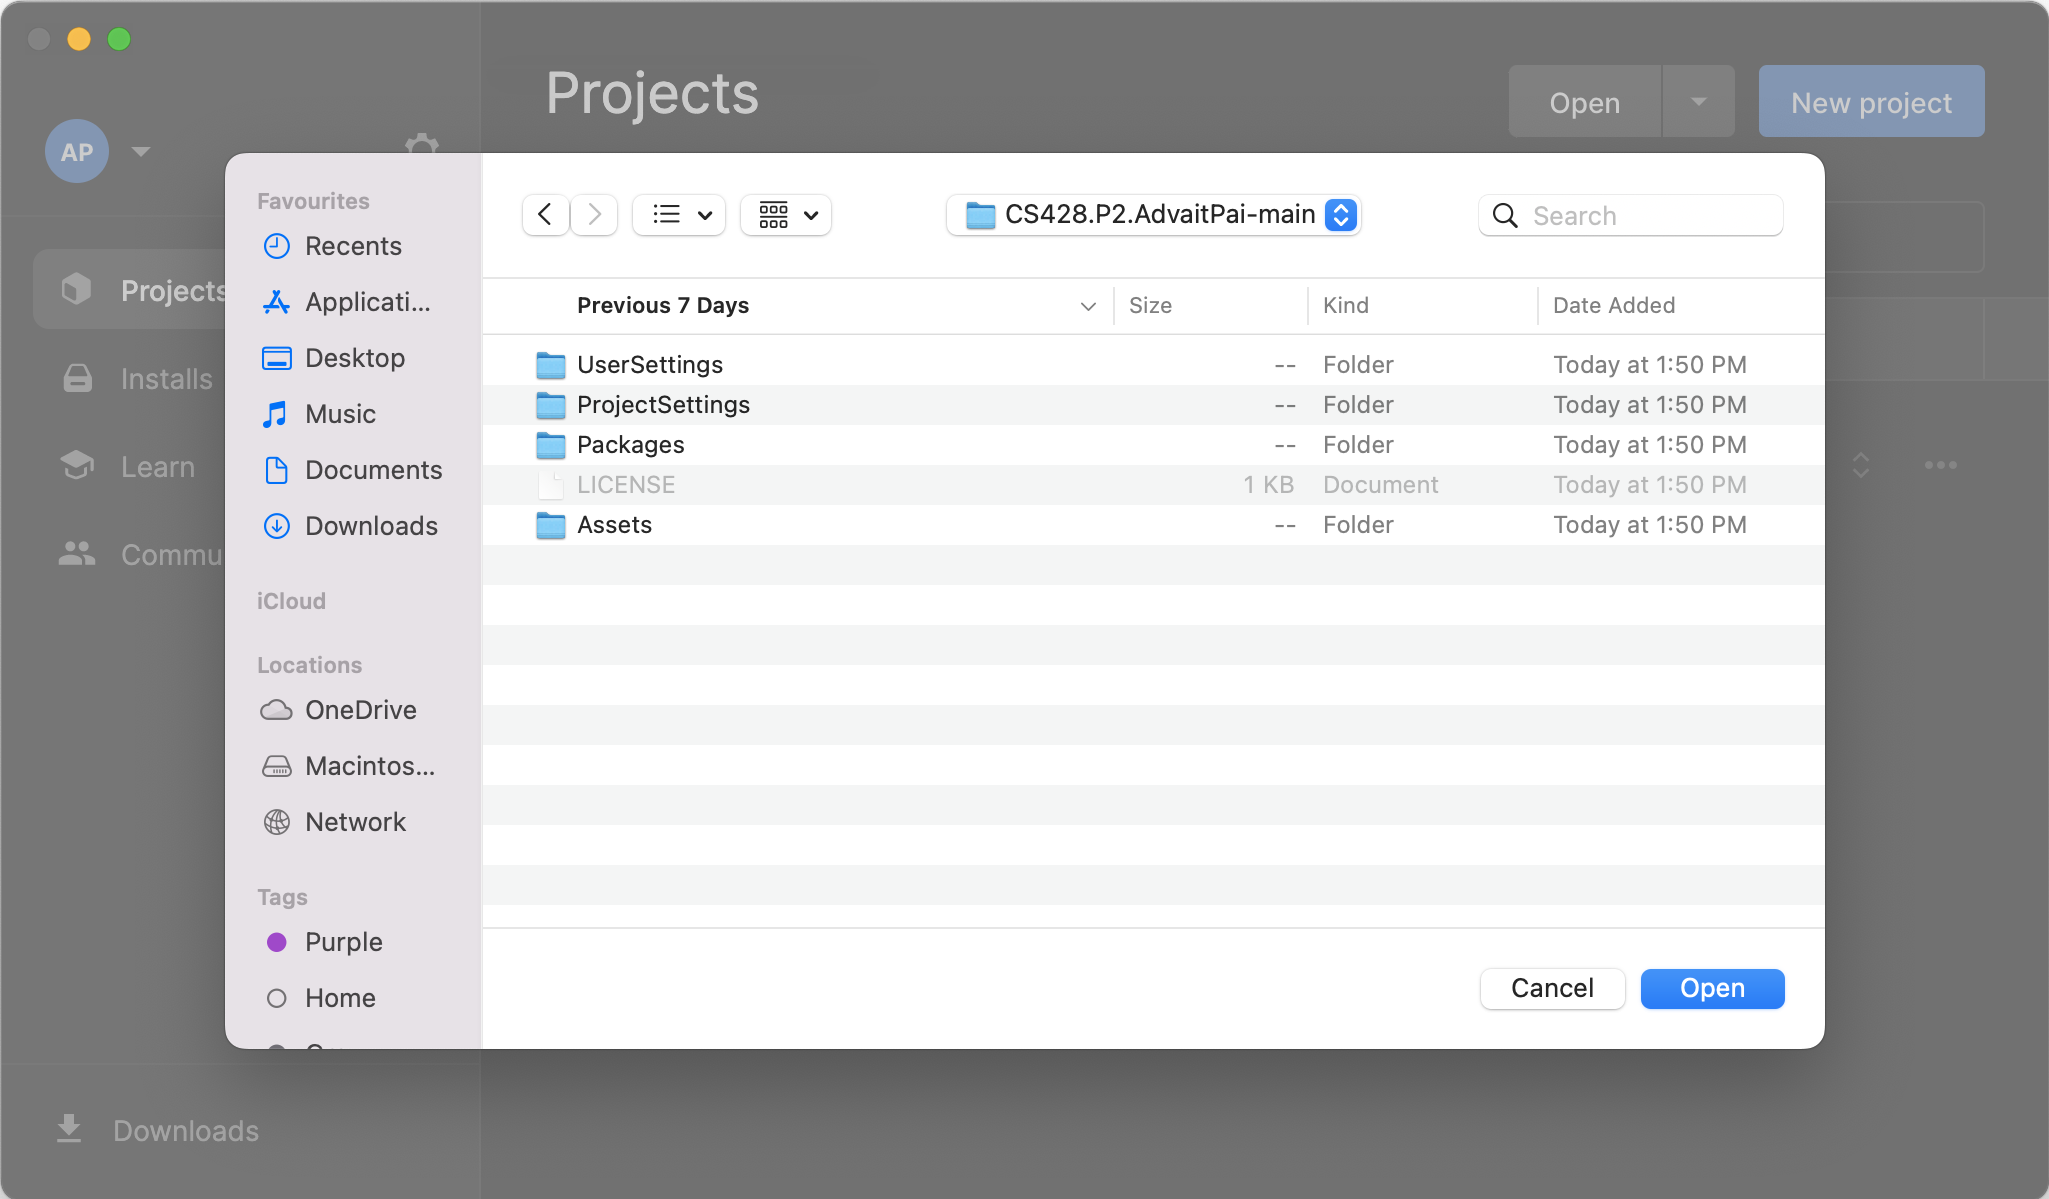 Projects
Open
New project
AP
Projects
Installs
Learn
Commu
Downloads
Favourites
Recents
Applicati...
Desktop
Music
Documents
Downloads
iCloud
Locations
OneDrive
Macintos...
Network
Tags
Purple
Home
CS428.P2.AdvaitPai-main
Search
Previous 7 Days Size Kind Date Added
UserSettings -- Folder Today at 1:50 PM
ProjectSettings -- Folder Today at 1:50 PM
Packages -- Folder Today at 1:50 PM
LICENSE 1 KB Document Today at 1:50 PM
Assets -- Folder Today at 1:50 PM
Cancel Open